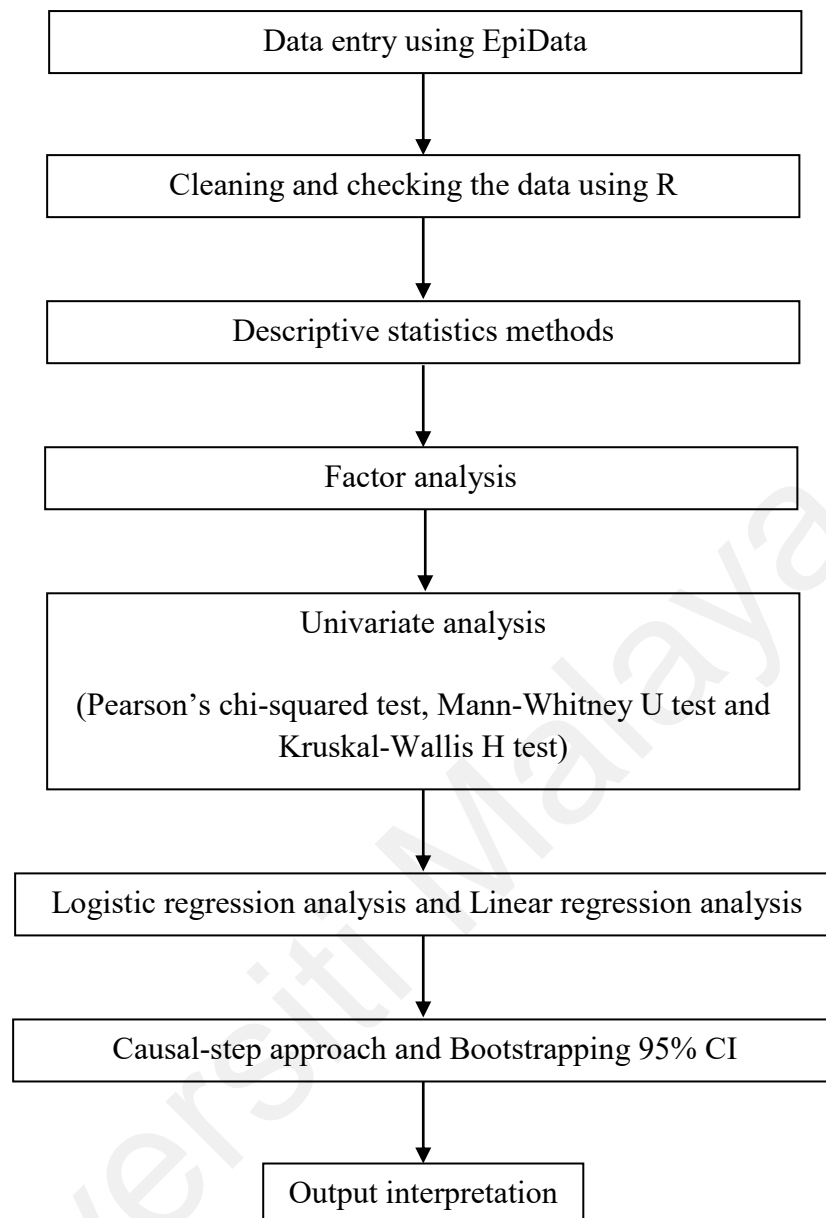 Data entry using EpiData
Cleaning and checking the data using R
Descriptive statistics methods
Factor analysis
Univariate analysis
(Pearson’s chi-squared test, Mann-Whitney U test and
Kruskal-Wallis H test)
Logistic regression analysis and Linear regression analysis
Causal-step approach and Bootstrapping 95% CI
Output interpretation
ersiti Malaya